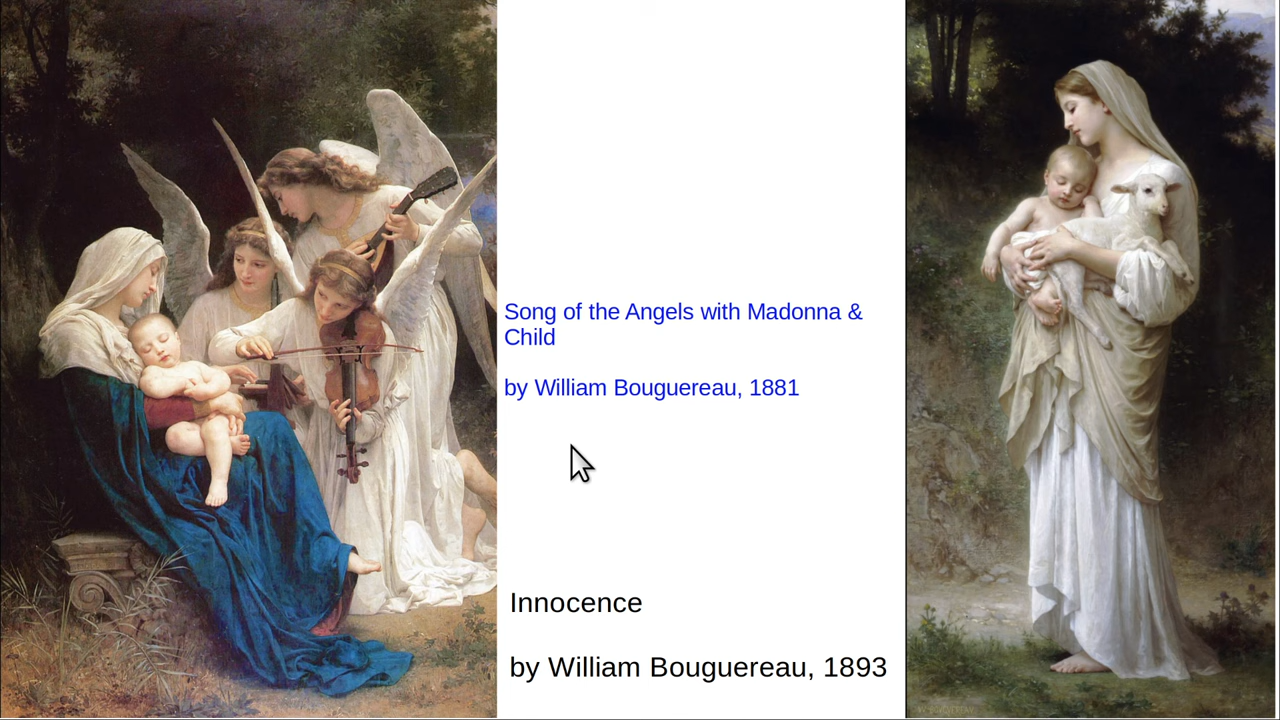 Song of the Angels with Madonna &
Child
by William Bouguereau, 1881
Innocence
by William Bouguereau, 1893